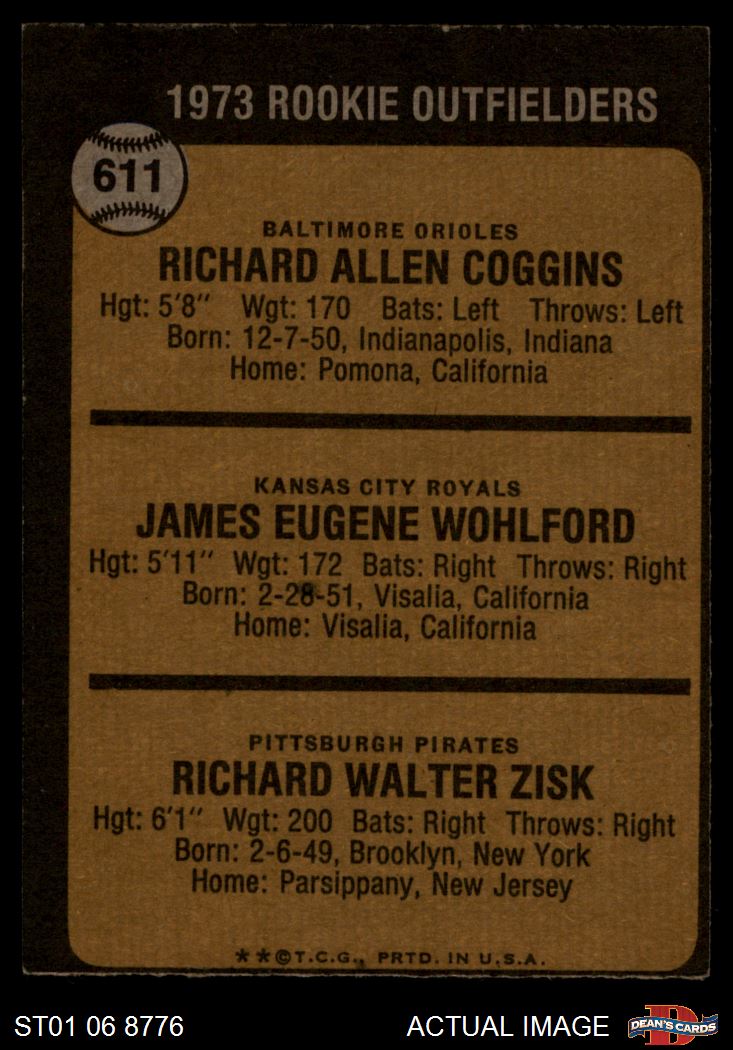 1973 ROOKIE OUTFIELDERS
611
BALTIMORE ORIOLES
RICHARD ALLEN COGGINS
Hgt: 5'8" Wgt: 170 Bats: Left Throws: Left
Born: 12-7-50, Indianapolis, Indiana
Home: Pomona, California
KANSAS CITY ROYALS
JAMES EUGENE WOHLFORD
Hgt: 5'11" Wgt: 172 Bats: Right Throws: Right
Born: 2-28-51, Visalia, California
Home: Visalia, California
PITTSBURGH PIRATES
RICHARD WALTER ZISK
Hgt: 6'1" Wgt: 200 Bats: Right Throws: Right
Born: 2-6-49, Brooklyn, New York
Home: Parsippany, New Jersey
**©T.C.G., PRTD. IN U.S.A.
ST01 06 8776 ACTUAL IMAGE D DEAN'S CARDS